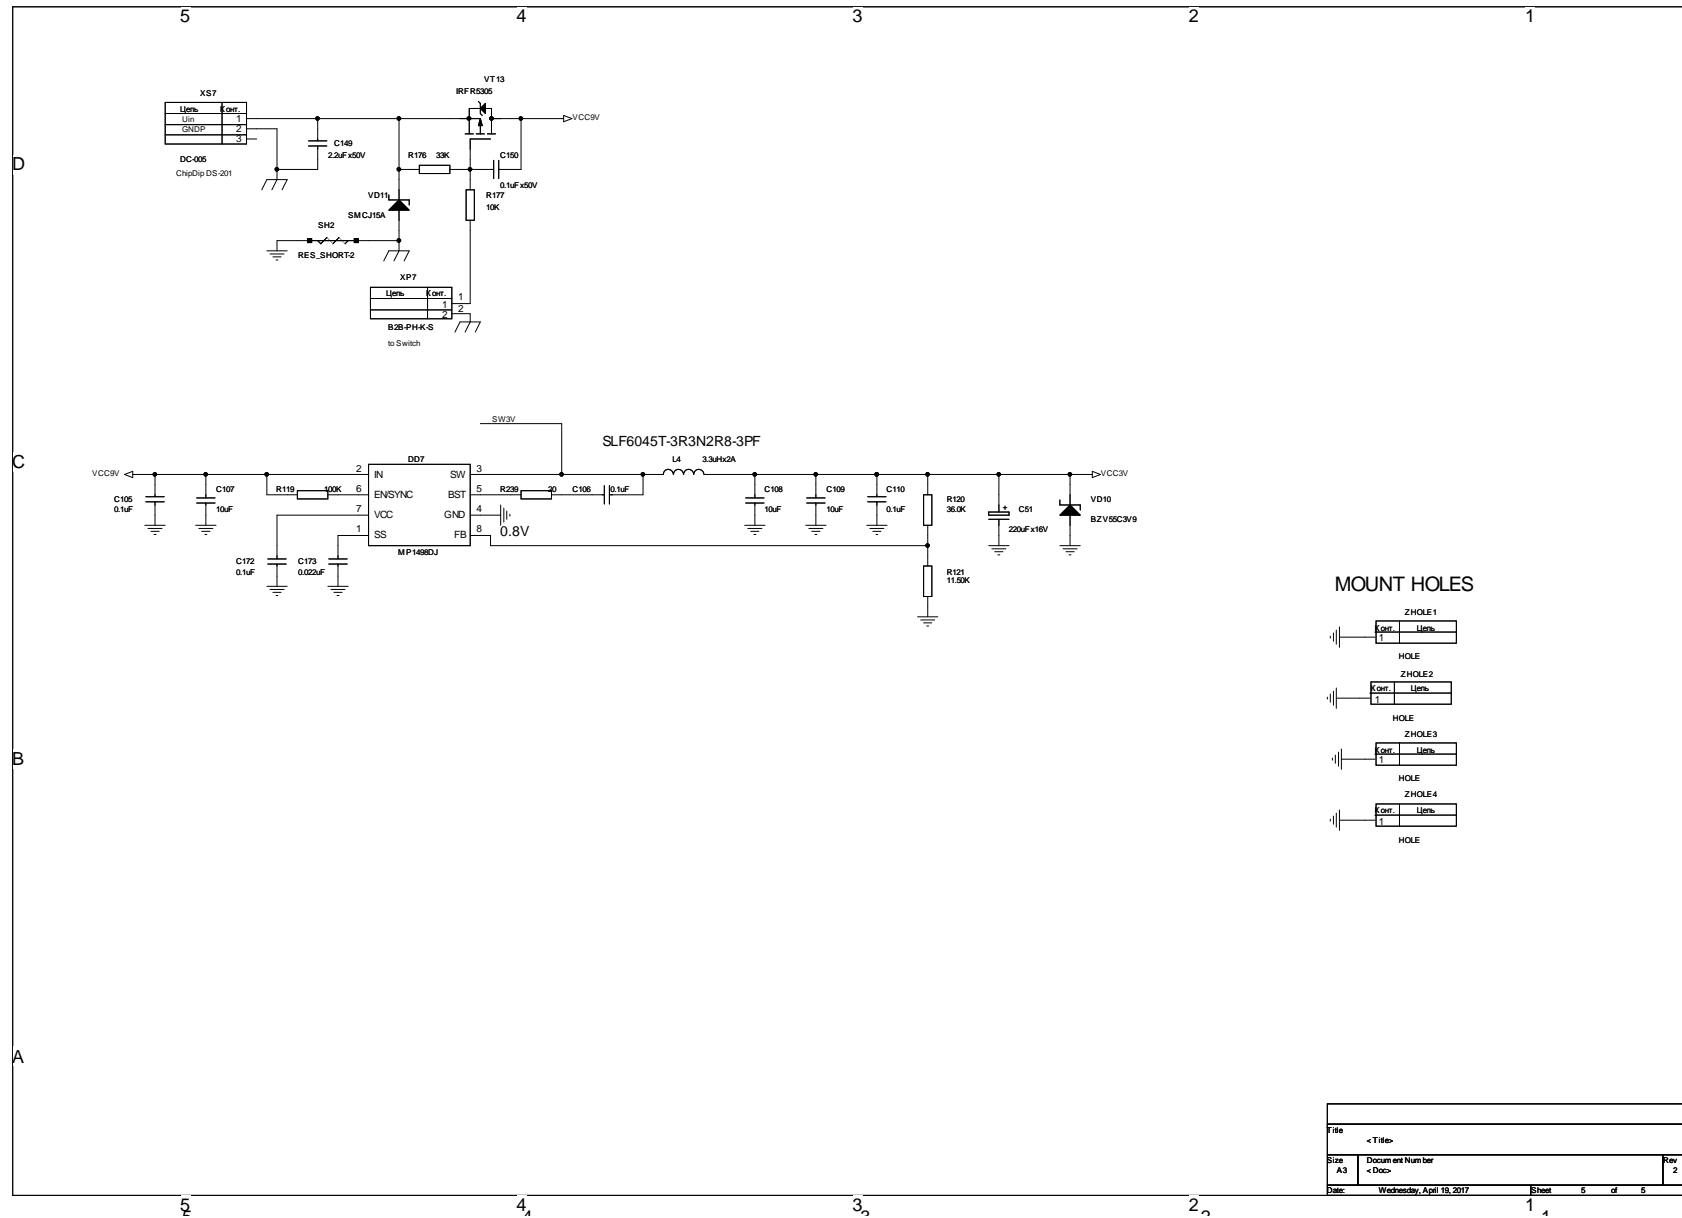 5 4 3 2 1
D
C
B
A
XS7
Цепь Конт.
Uin 1
GNDP 2
3
DC-005
ChipDip DS-201
C149
2.2uFx50V
VT13
IRFR5305
VCC9V
R176 33K
C150
0.1uFx50V
R177
10K
VD11
SMCJ15A
SH2
RES_SHORT-2
XP7
Цепь Конт.
1 1
2 2
B2B-PH-K-S
to Switch
SW3V
SLF6045T-3R3N2R8-3PF
L4 3.3uHx2A
VCC9V
C105
0.1uF
C107
10uF
R119 100K
DD7
2 IN SW 3
6 EN/SYNC BST 5
7 VCC GND 4
1 SS FB 8
MP1498DJ
0.8V
R239 20
C106 0.1uF
C172
0.1uF
C173
0.022uF
C108
10uF
C109
10uF
C110
0.1uF
R120
36.0K
R121
11.50K
+
C51
220uFx16V
VD10
BZV55C3V9
VCC3V
MOUNT HOLES
ZHOLE1
Конт. Цепь
1
HOLE
ZHOLE2
Конт. Цепь
1
HOLE
ZHOLE3
Конт. Цепь
1
HOLE
ZHOLE4
Конт. Цепь
1
HOLE
Title
<Title>
Size Document Number Rev
A3 <Doc> 2
Date: Wednesday, April 19, 2017 Sheet 5 of 5
5 4 3 2 1
5 4 3 2 1